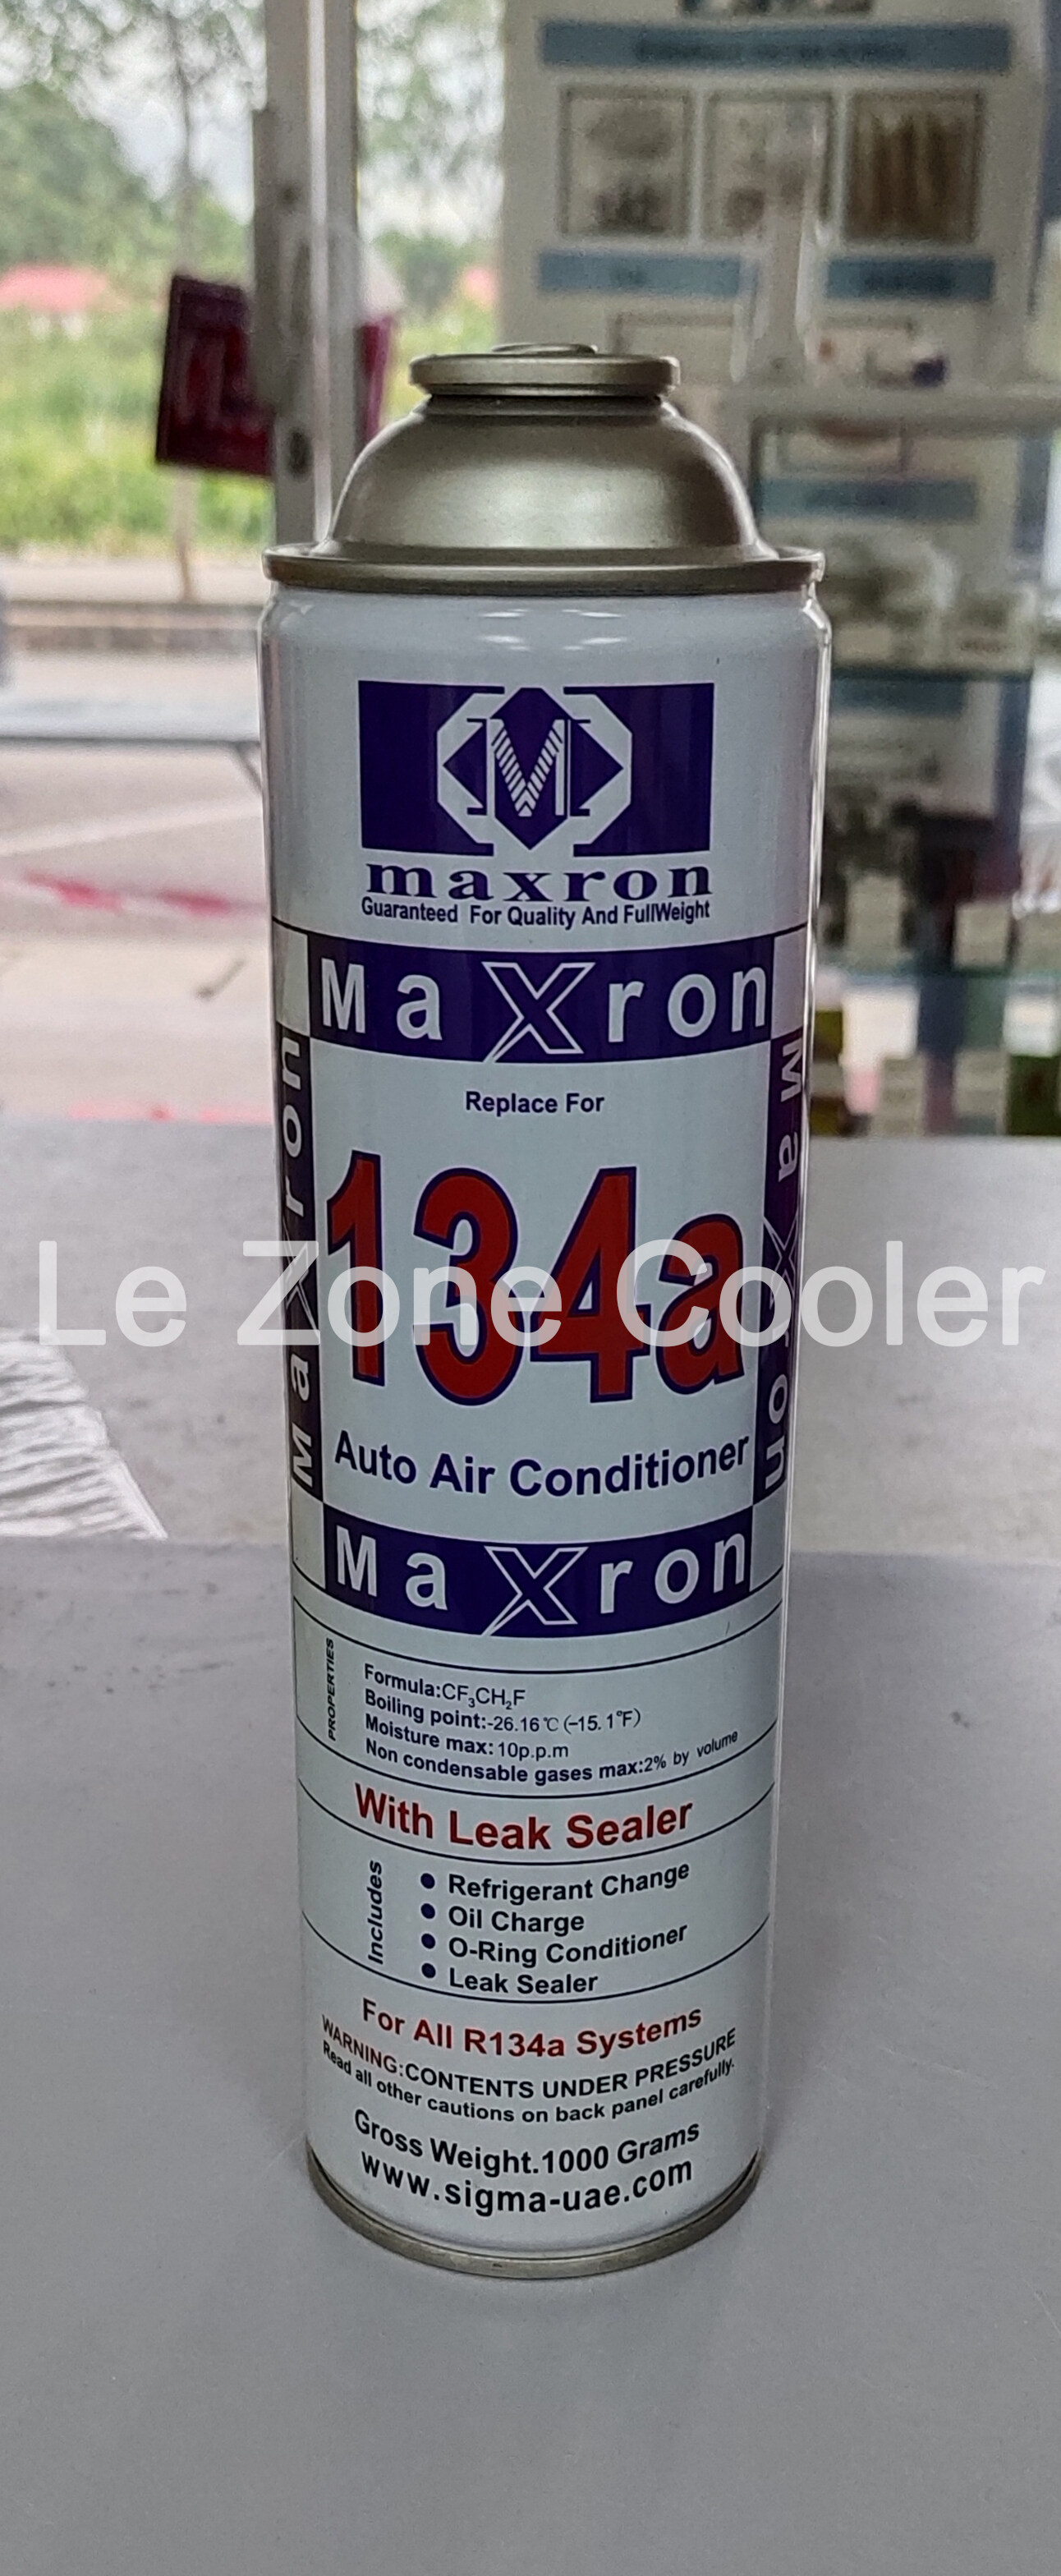 M
maxron
Guaranteed For Quality And FullWeight
MaXron
MaXron
MaXron
Replace For
134a
Le Zone Cooler
Auto Air Conditioner
MaXron
PROPERTIES
Formula:CF₃CH₂F
Boiling point:-26.16℃(-15.1℉)
Moisture max: 10p.p.m
Non condensable gases max:2% by volume
With Leak Sealer
Includes
• Refrigerant Change
• Oil Charge
• O-Ring Conditioner
• Leak Sealer
For All R134a Systems
WARNING:CONTENTS UNDER PRESSURE
Read all other cautions on back panel carefully.
Gross Weight.1000 Grams
www.sigma-uae.com